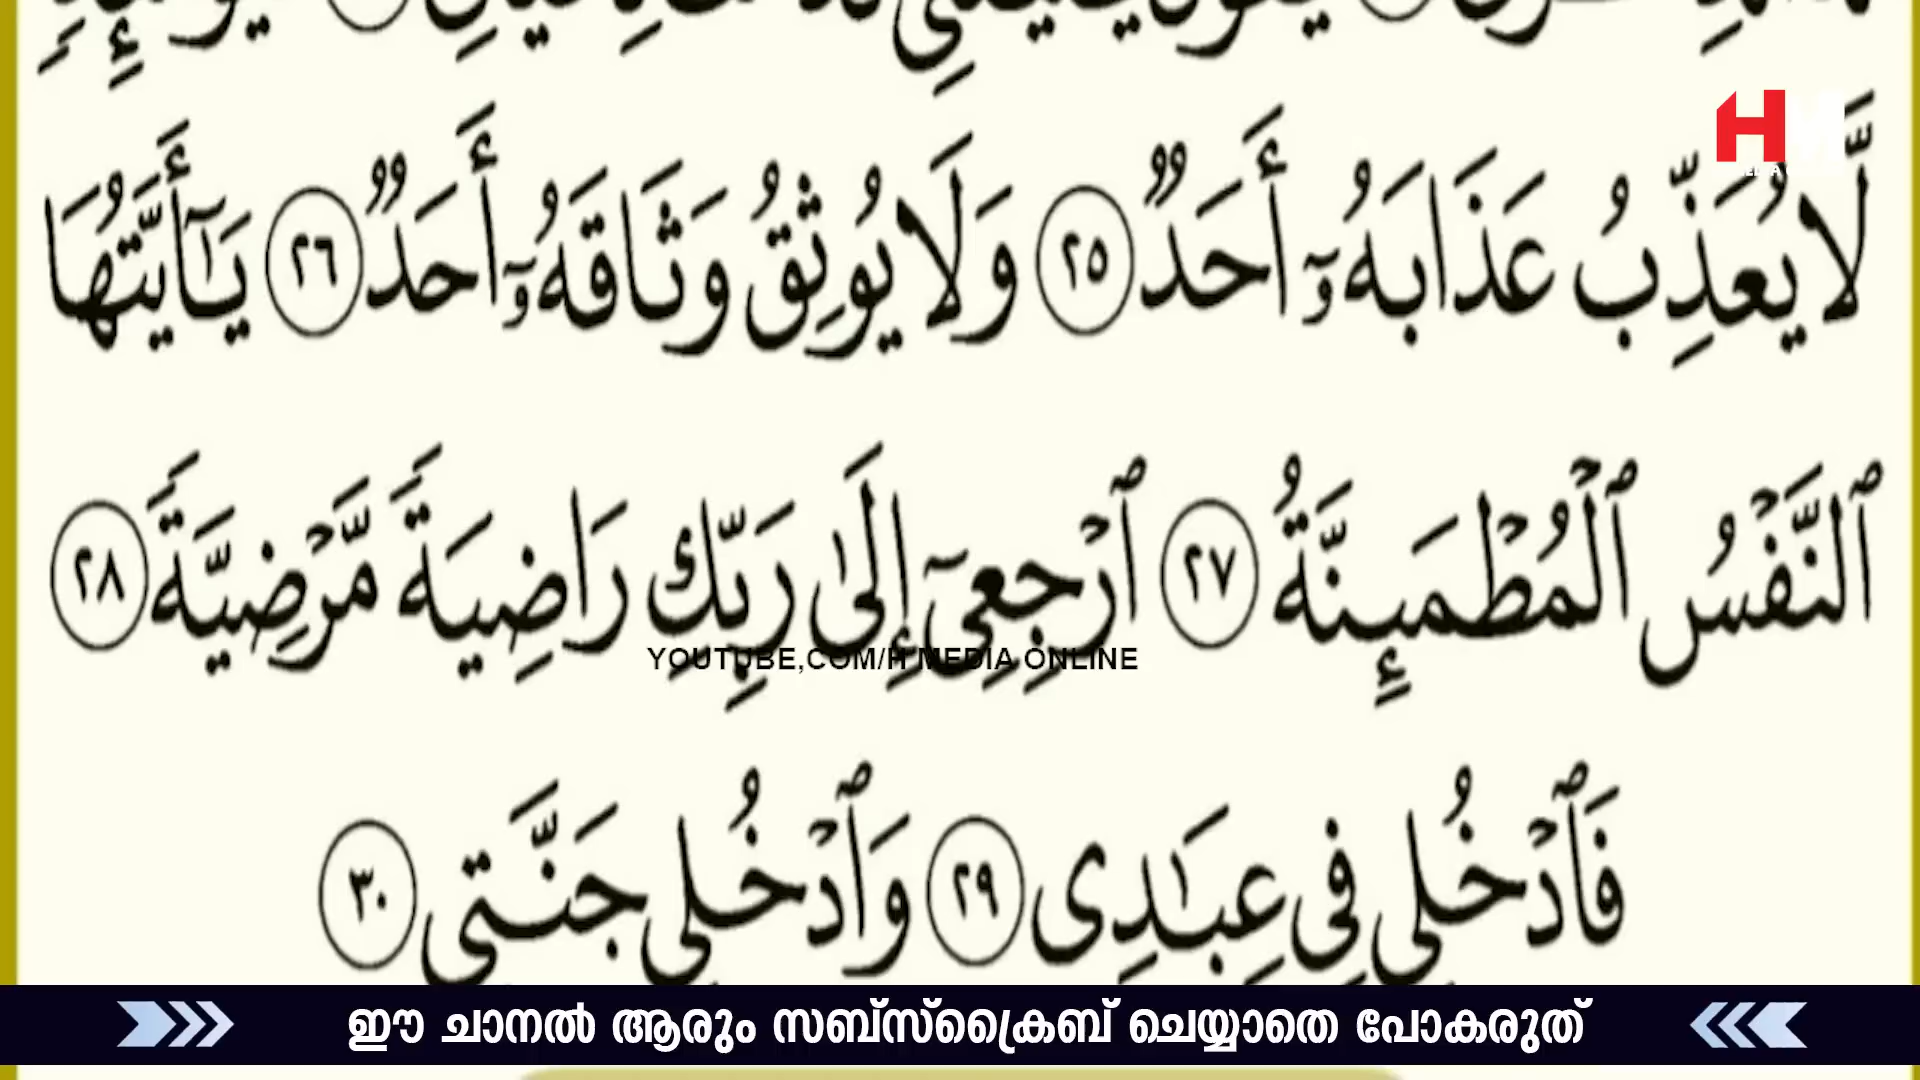 لَّا يُعَذِّبُ عَذَابَهُۥٓ أَحَدٌ ٢٥ وَلَا يُوثِقُ وَثَاقَهُۥٓ أَحَدٌ ٢٦ يَـٰٓأَيَّتُهَا
ٱلنَّفْسُ ٱلْمُطْمَئِنَّةُ ٢٧ ٱرْجِعِىٓ إِلَىٰ رَبِّكِ رَاضِيَةً مَّرْضِيَّةً ٢٨
YOUTUBE,COM/H MEDIA ONLINE
فَٱدْخُلِى فِى عِبَـٰدِى ٢٩ وَٱدْخُلِى جَنَّتِى ٣٠
HM
ഈ ചാനൽ ആരും സബ്സ്ക്രൈബ് ചെയ്യാതെ പോകരുത്